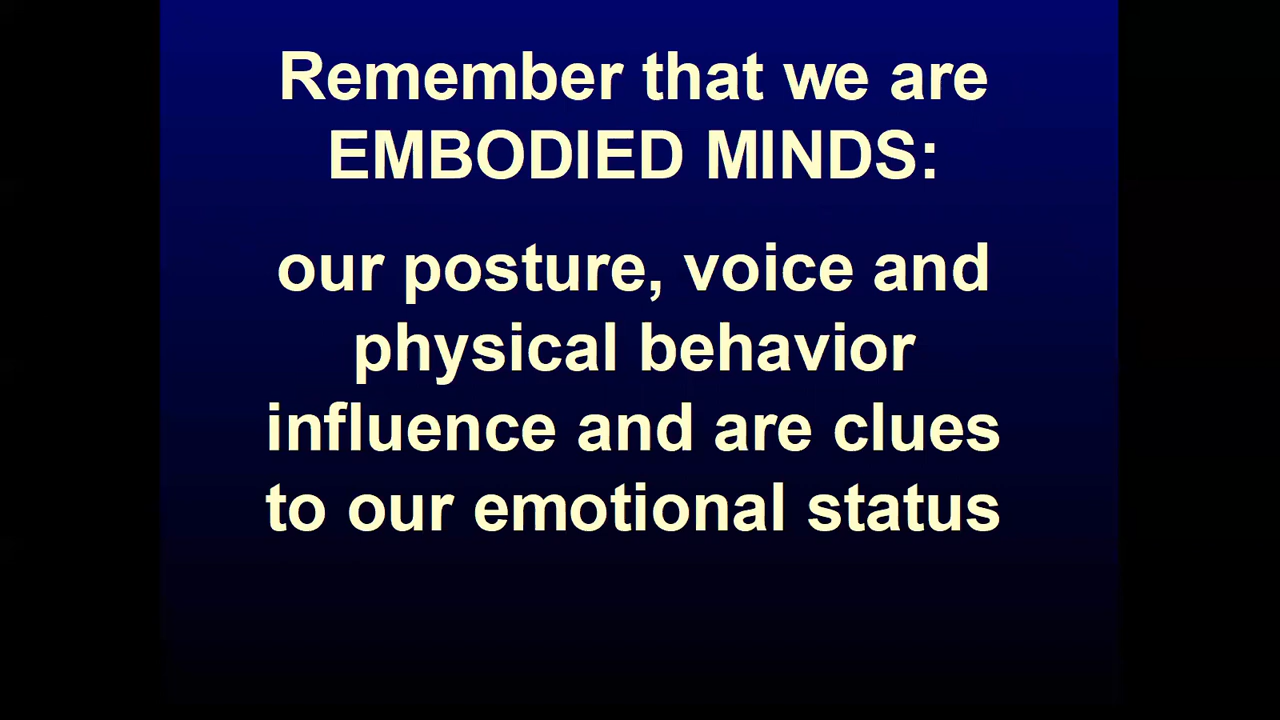 Remember that we are
EMBODIED MINDS:
our posture, voice and
physical behavior
influence and are clues
to our emotional status